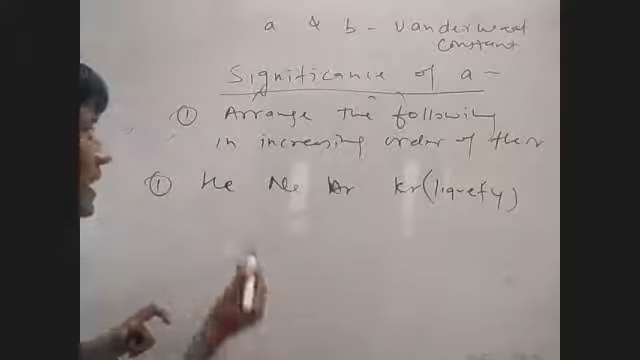 a & b - Vanderwaal
constant
Significance of a -
① Arrange the following
in increasing order of their
① He Ne Ar Kr (liquefy)